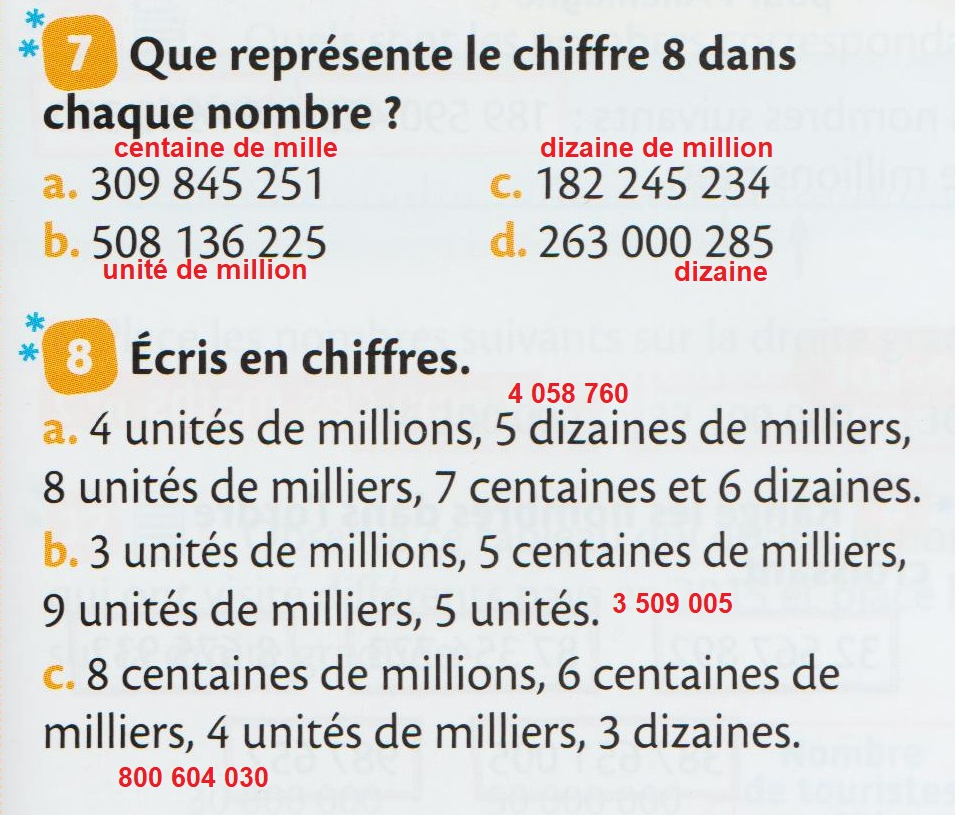 7 Que représente le chiffre 8 dans
chaque nombre ?
centaine de mille
a. 309 845 251
b. 508 136 225
unité de million
dizaine de million
c. 182 245 234
d. 263 000 285
dizaine
8 Écris en chiffres.
4 058 760
a. 4 unités de millions, 5 dizaines de milliers,
8 unités de milliers, 7 centaines et 6 dizaines.
b. 3 unités de millions, 5 centaines de milliers,
9 unités de milliers, 5 unités. 3 509 005
c. 8 centaines de millions, 6 centaines de
milliers, 4 unités de milliers, 3 dizaines.
800 604 030